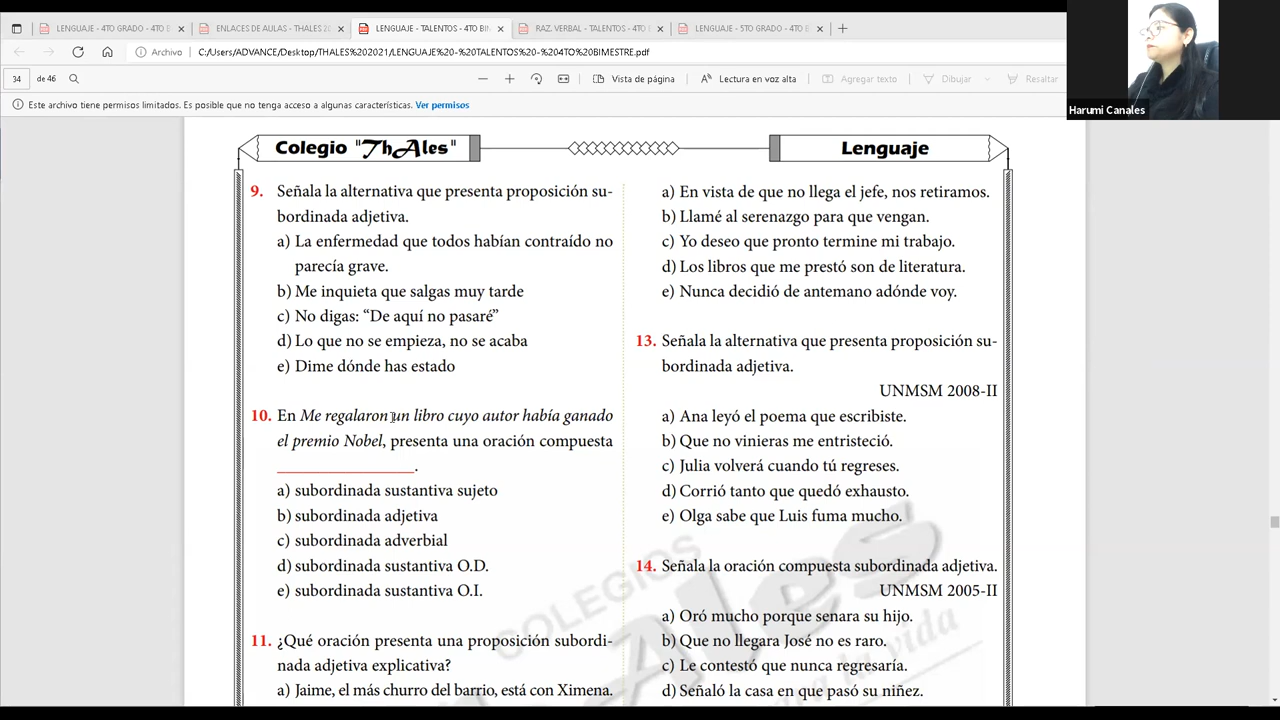 LENGUAJE - 4TO GRADO - 4TO B
ENLACES DE AULAS - THALES 20
LENGUAJE - TALENTOS - 4TO BIM
RAZ. VERBAL - TALENTOS - 4TO
LENGUAJE - 5TO GRADO - 4TO B
Archivo
C:/Users/ADVANCE/Desktop/THALES%202021/LENGUAJE%20-%20TALENTOS%20-%204TO%20BIMESTRE.pdf
34 de 46
Vista de página
Lectura en voz alta
Agregar texto
Dibujar
Resaltar
Este archivo tiene permisos limitados. Es posible que no tenga acceso a algunas características. Ver permisos
Harumi Canales
Colegio "ThAles"
Lenguaje
9. Señala la alternativa que presenta proposición su-
bordinada adjetiva.
a) La enfermedad que todos habían contraído no
parecía grave.
b) Me inquieta que salgas muy tarde
c) No digas: “De aquí no pasaré”
d) Lo que no se empieza, no se acaba
e) Dime dónde has estado
10. En Me regalaron un libro cuyo autor había ganado
el premio Nobel, presenta una oración compuesta
_______________.
a) subordinada sustantiva sujeto
b) subordinada adjetiva
c) subordinada adverbial
d) subordinada sustantiva O.D.
e) subordinada sustantiva O.I.
11. ¿Qué oración presenta una proposición subordi-
nada adjetiva explicativa?
a) Jaime, el más churro del barrio, está con Ximena.
a) En vista de que no llega el jefe, nos retiramos.
b) Llamé al serenazgo para que vengan.
c) Yo deseo que pronto termine mi trabajo.
d) Los libros que me prestó son de literatura.
e) Nunca decidió de antemano adónde voy.
13. Señala la alternativa que presenta proposición su-
bordinada adjetiva.
UNMSM 2008-II
a) Ana leyó el poema que escribiste.
b) Que no vinieras me entristeció.
c) Julia volverá cuando tú regreses.
d) Corrió tanto que quedó exhausto.
e) Olga sabe que Luis fuma mucho.
14. Señala la oración compuesta subordinada adjetiva.
UNMSM 2005-II
a) Oró mucho porque senara su hijo.
b) Que no llegara José no es raro.
c) Le contestó que nunca regresaría.
d) Señaló la casa en que pasó su niñez.
COLEGIOS